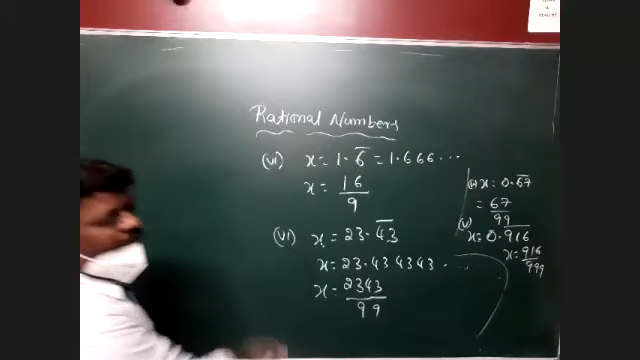 Rational Numbers
(vi) x = 1.6̅ = 1.666...
x = 16/9
(vi) x = 23.4̅3̅
x = 23.434343.....
x = 2343/99
x = 0.6̅7̅
= 67/99
(v) x = 0.9̅1̅6̅
x = 916/999